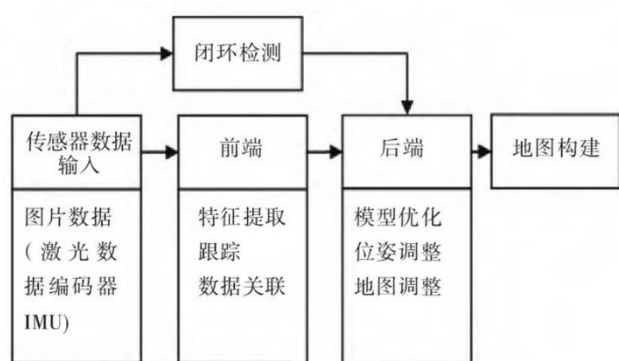 闭环检测
传感器数据
输入
前端
后端
地图构建
图片数据
(激光数
据编码器
IMU)
特征提取
跟踪
数据关联
模型优化
位姿调整
地图调整